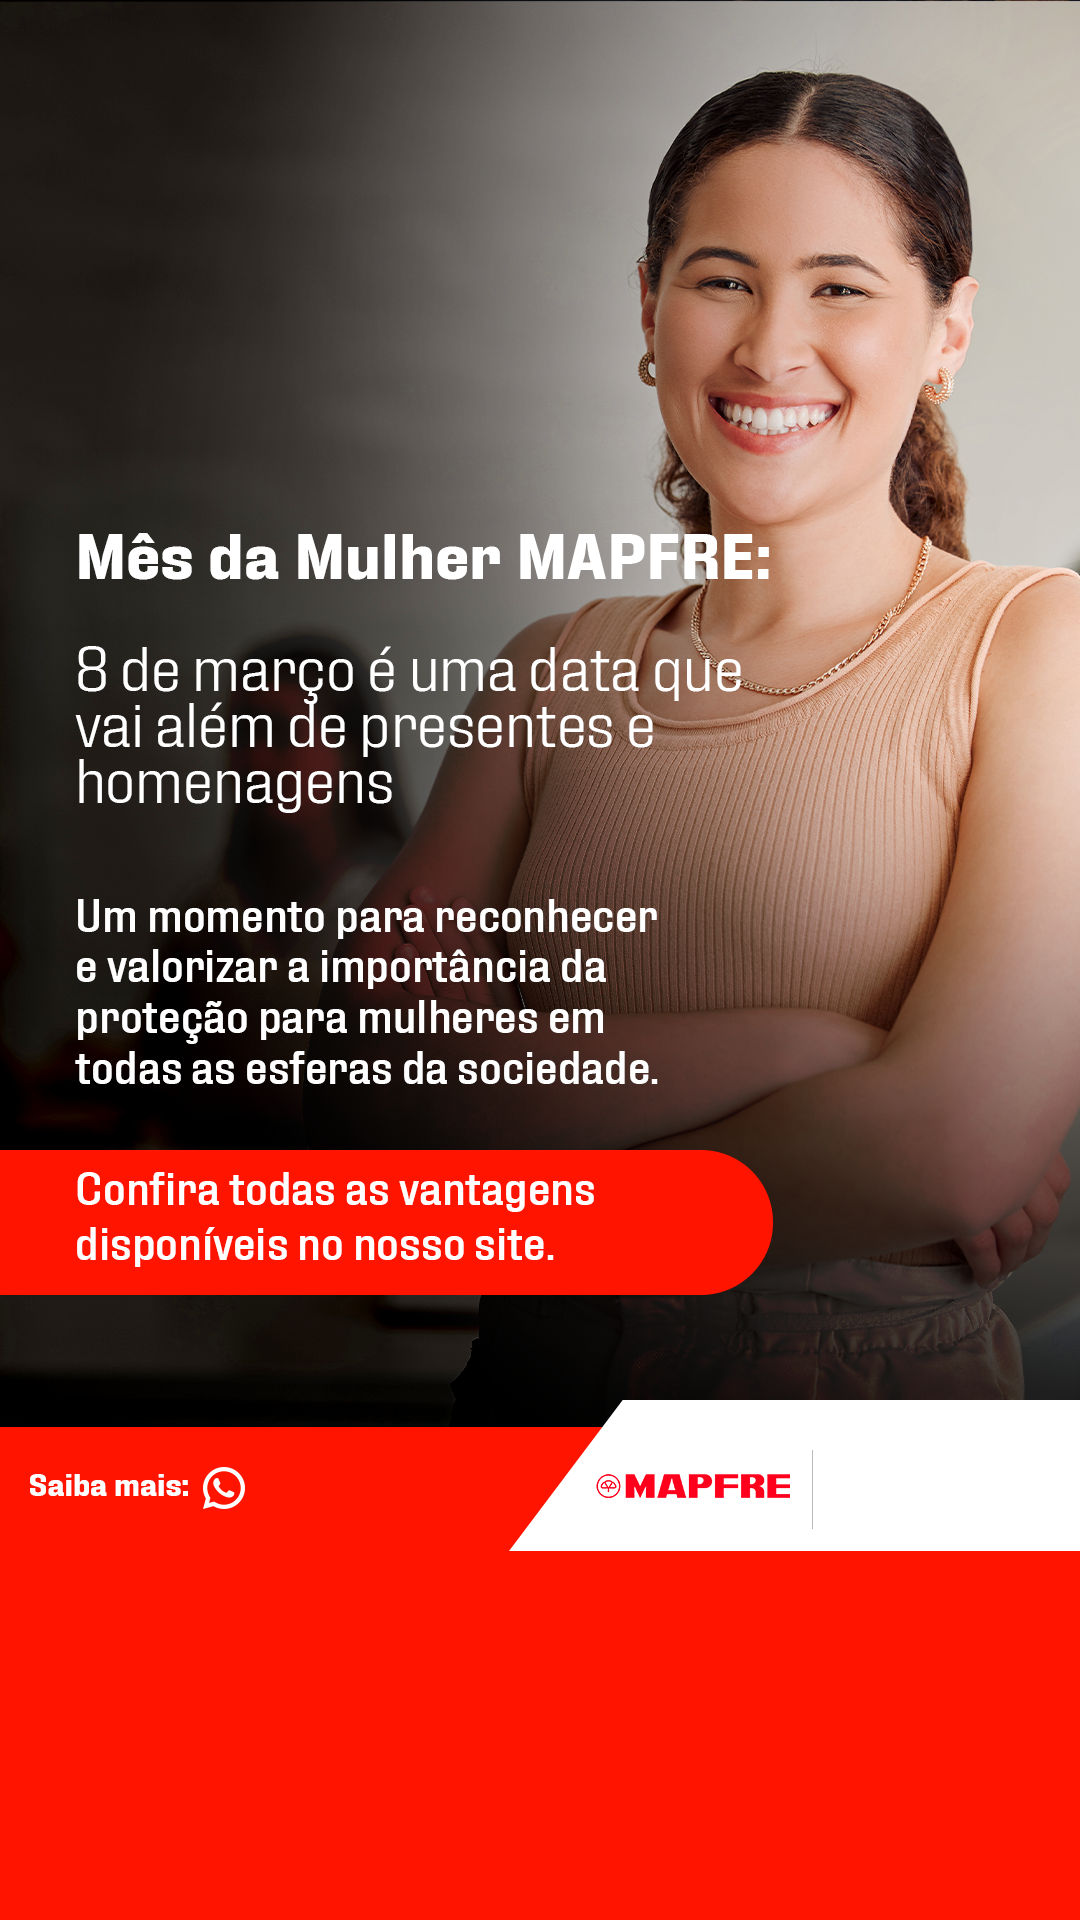 Mês da Mulher MAPFRE:
8 de março é uma data que
vai além de presentes e
homenagens
Um momento para reconhecer
e valorizar a importância da
proteção para mulheres em
todas as esferas da sociedade.
Confira todas as vantagens
disponíveis no nosso site.
Saiba mais:
MAPFRE